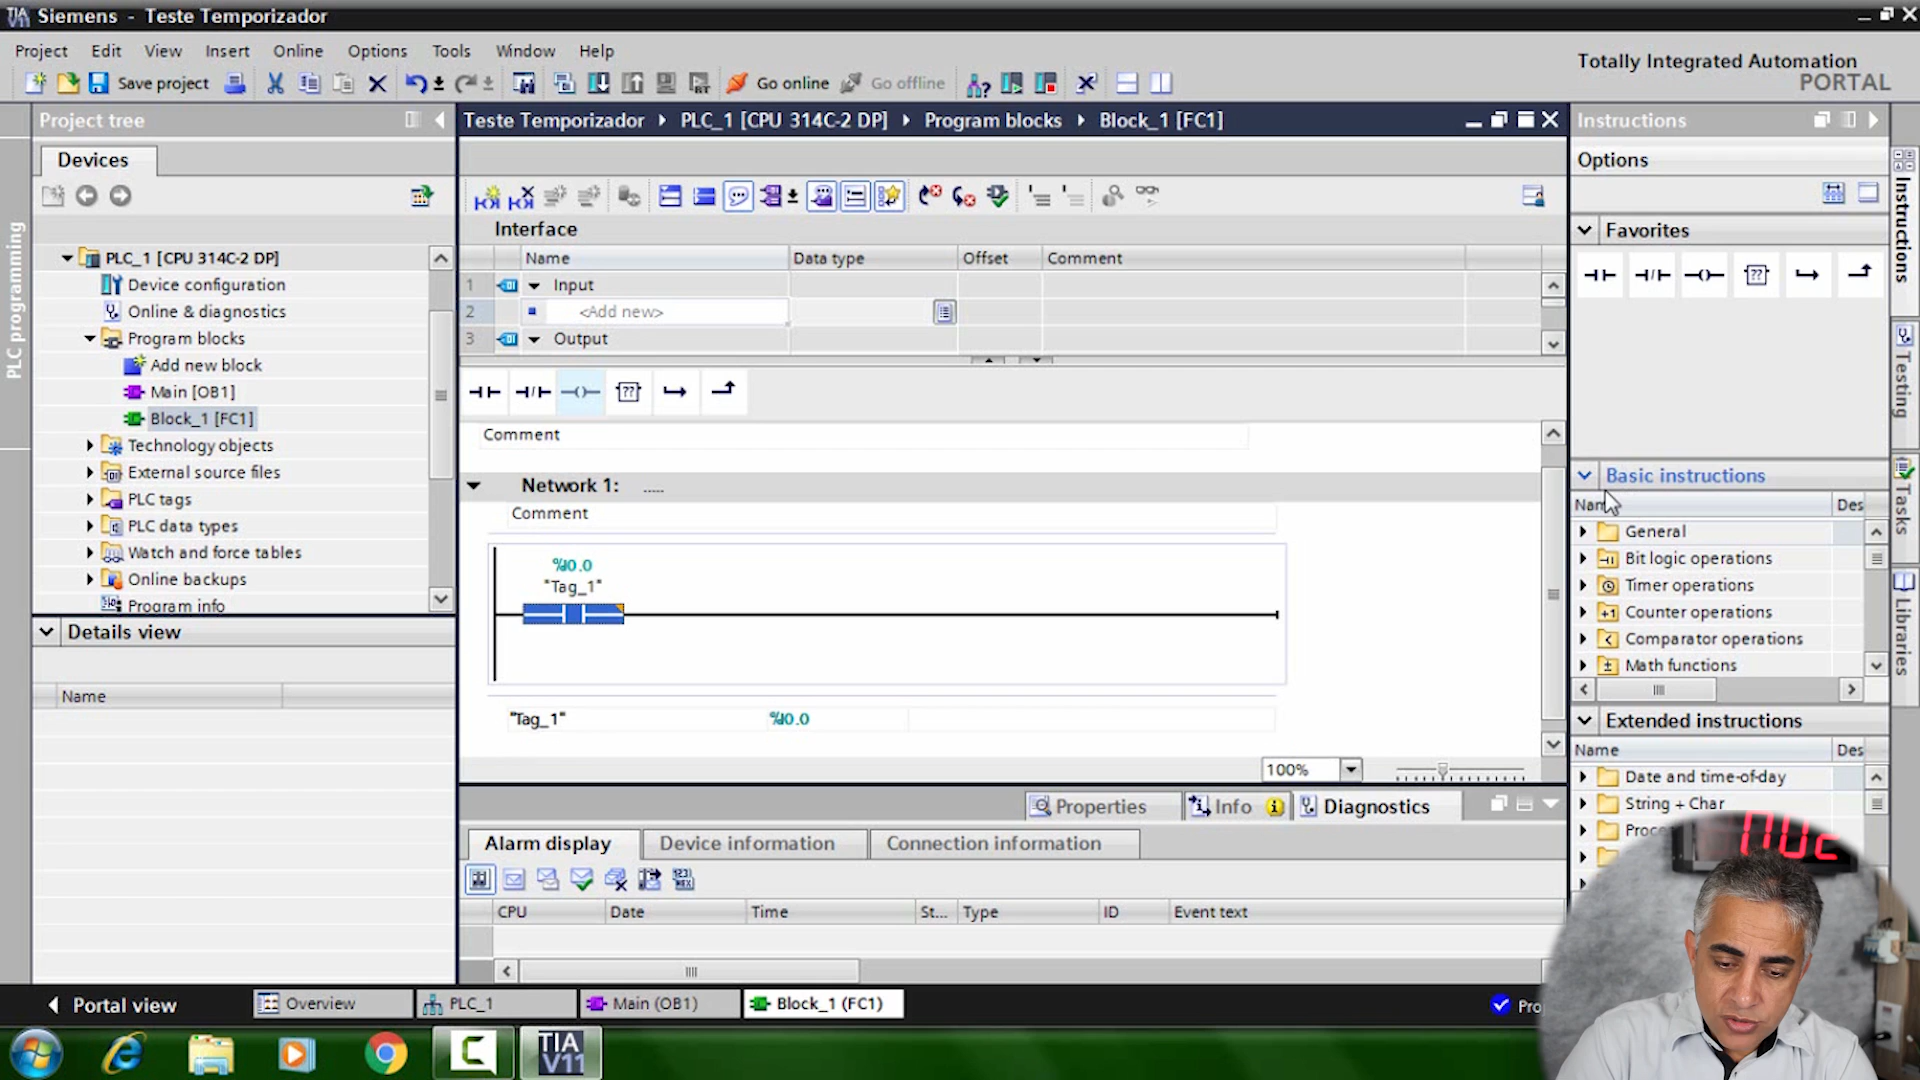 TIA V11 Siemens - Teste Temporizador
Project Edit View Insert Online Options Tools Window Help
Totally Integrated Automation
PORTAL
Save project Go online Go offline
Project tree
Teste Temporizador PLC_1 [CPU 314C-2 DP] Program blocks Block_1 [FC1]
Instructions
Devices
Options
PLC programming
PLC_1 [CPU 314C-2 DP]
Device configuration
Online & diagnostics
Program blocks
Add new block
Main [OB1]
Block_1 [FC1]
Technology objects
External source files
PLC tags
PLC data types
Watch and force tables
Online backups
Program info
Details view
Name
Interface
Name Data type Offset Comment
1 Input
2 <Add new>
3 Output
??
Comment
Network 1: .....
Comment
%I0.0
"Tag_1"
"Tag_1" %I0.0
100%
Properties Info Diagnostics
Alarm display Device information Connection information
CPU Date Time St... Type ID Event text
Favorites
??
Basic instructions
Des
General
Bit logic operations
Timer operations
Counter operations
Comparator operations
Math functions
Extended instructions
Name Des
Date and time-of-day
String + Char
Instructions
Testing
Tasks
Libraries
Portal view Overview PLC_1 Main (OB1) Block_1 (FC1)
TIA
V11